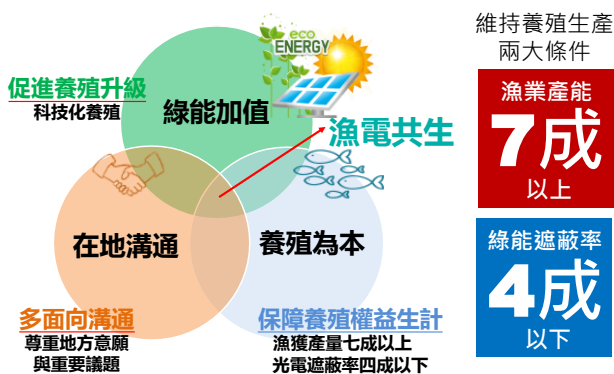 eco
ENERGY
促進養殖升級
科技化養殖
綠能加值
漁電共生
在地溝通
養殖為本
多面向溝通
尊重地方意願
與重要議題
保障養殖權益生計
漁獲產量七成以上
光電遮蔽率四成以下
維持養殖生產
兩大條件
漁業產能
7成
以上
綠能遮蔽率
4成
以下